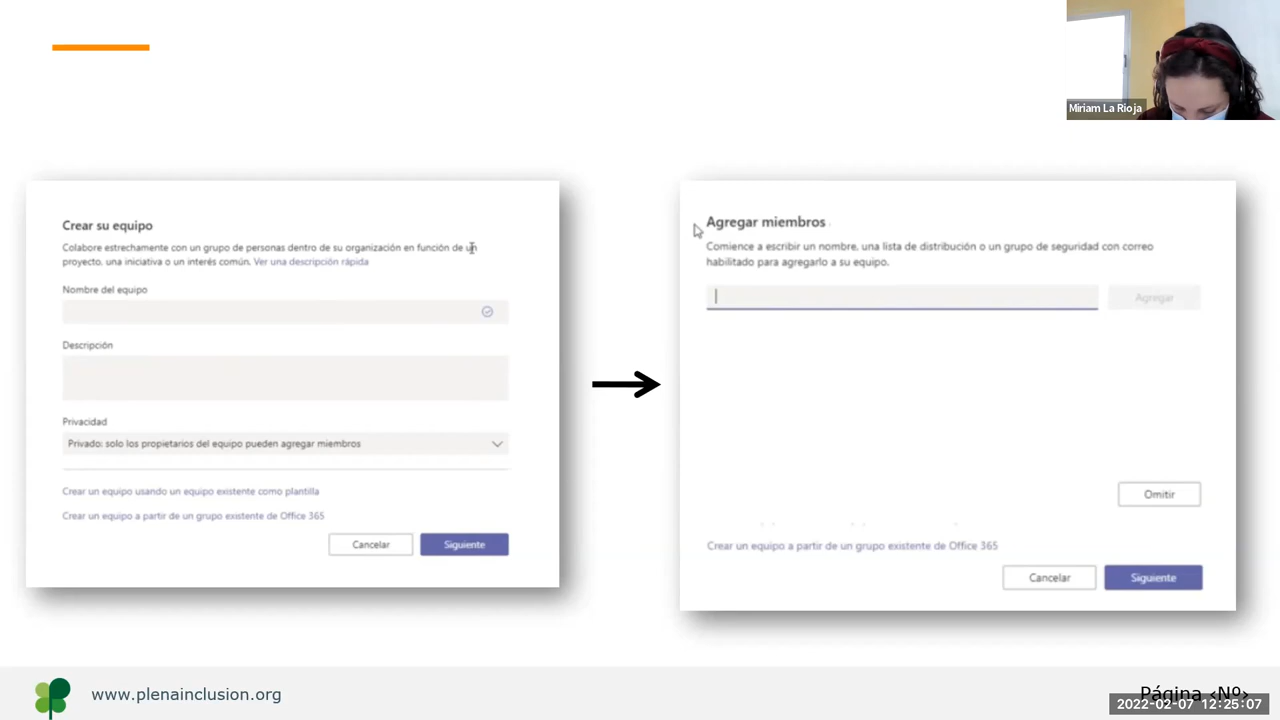 Miriam La Rioja
Crear su equipo
Colabore estrechamente con un grupo de personas dentro de su organización en función de un
proyecto, una iniciativa o un interés común. Ver una descripción rápida
Nombre del equipo
Descripción
Privacidad
Privado: solo los propietarios del equipo pueden agregar miembros
Crear un equipo usando un equipo existente como plantilla
Crear un equipo a partir de un grupo existente de Office 365
Cancelar
Siguiente
Agregar miembros
Comience a escribir un nombre, una lista de distribución o un grupo de seguridad con correo
habilitado para agregarlo a su equipo.
Agregar
Omitir
Crear un equipo a partir de un grupo existente de Office 365
Cancelar
Siguiente
www.plenainclusion.org
Página ‹Nº›
2022-02-07 12:25:07